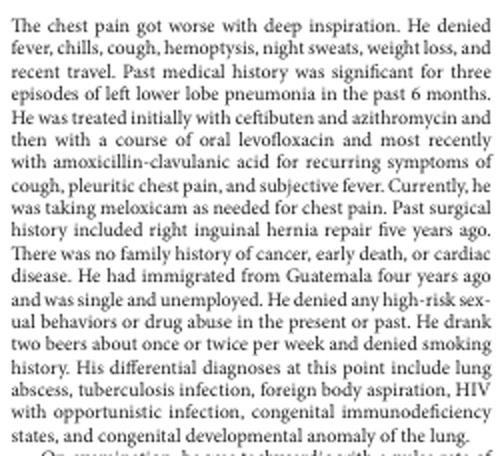 The chest pain got worse with deep inspiration. He denied
fever, chills, cough, hemoptysis, night sweats, weight loss, and
recent travel. Past medical history was significant for three
episodes of left lower lobe pneumonia in the past 6 months.
He was treated initially with ceftibuten and azithromycin and
then with a course of oral levofloxacin and most recently
with amoxicillin-clavulanic acid for recurring symptoms of
cough, pleuritic chest pain, and subjective fever. Currently, he
was taking meloxicam as needed for chest pain. Past surgical
history included right inguinal hernia repair five years ago.
There was no family history of cancer, early death, or cardiac
disease. He had immigrated from Guatemala four years ago
and was single and unemployed. He denied any high-risk sex-
ual behaviors or drug abuse in the present or past. He drank
two beers about once or twice per week and denied smoking
history. His differential diagnoses at this point include lung
abscess, tuberculosis infection, foreign body aspiration, HIV
with opportunistic infection, congenital immunodeficiency
states, and congenital developmental anomaly of the lung.